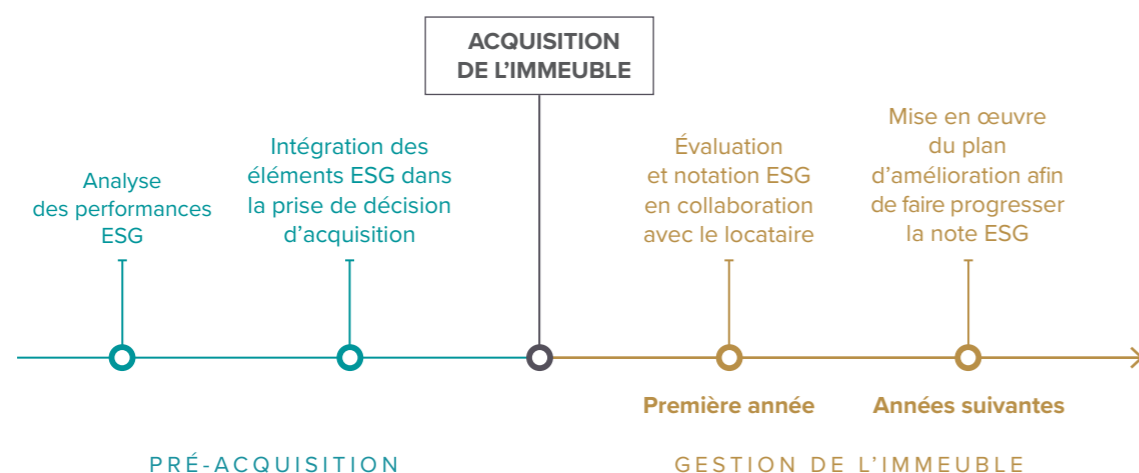 ACQUISITION
DE L’IMMEUBLE
Analyse
des performances
ESG
Intégration des
éléments ESG dans
la prise de décision
d’acquisition
Évaluation
et notation ESG
en collaboration
avec le locataire
Mise en œuvre
du plan
d’amélioration afin
de faire progresser
la note ESG
Première année
Années suivantes
PRÉ-ACQUISITION
GESTION DE L’IMMEUBLE